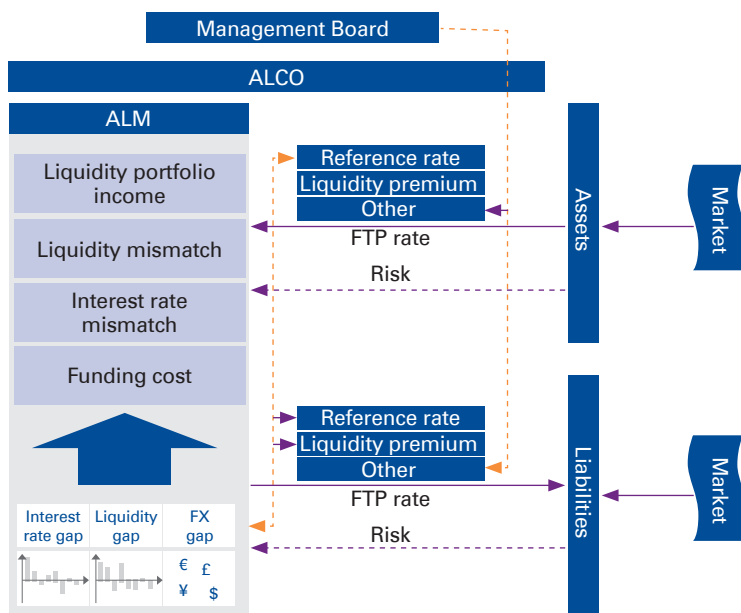 Management Board
ALCO
ALM
Liquidity portfolio
income
Liquidity mismatch
Interest rate
mismatch
Funding cost
Interest
rate gap
Liquidity
gap
FX
gap
€ £
¥ $
Reference rate
Liquidity premium
Other
FTP rate
Risk
Assets
Market
Reference rate
Liquidity premium
Other
FTP rate
Risk
Liabilities
Market